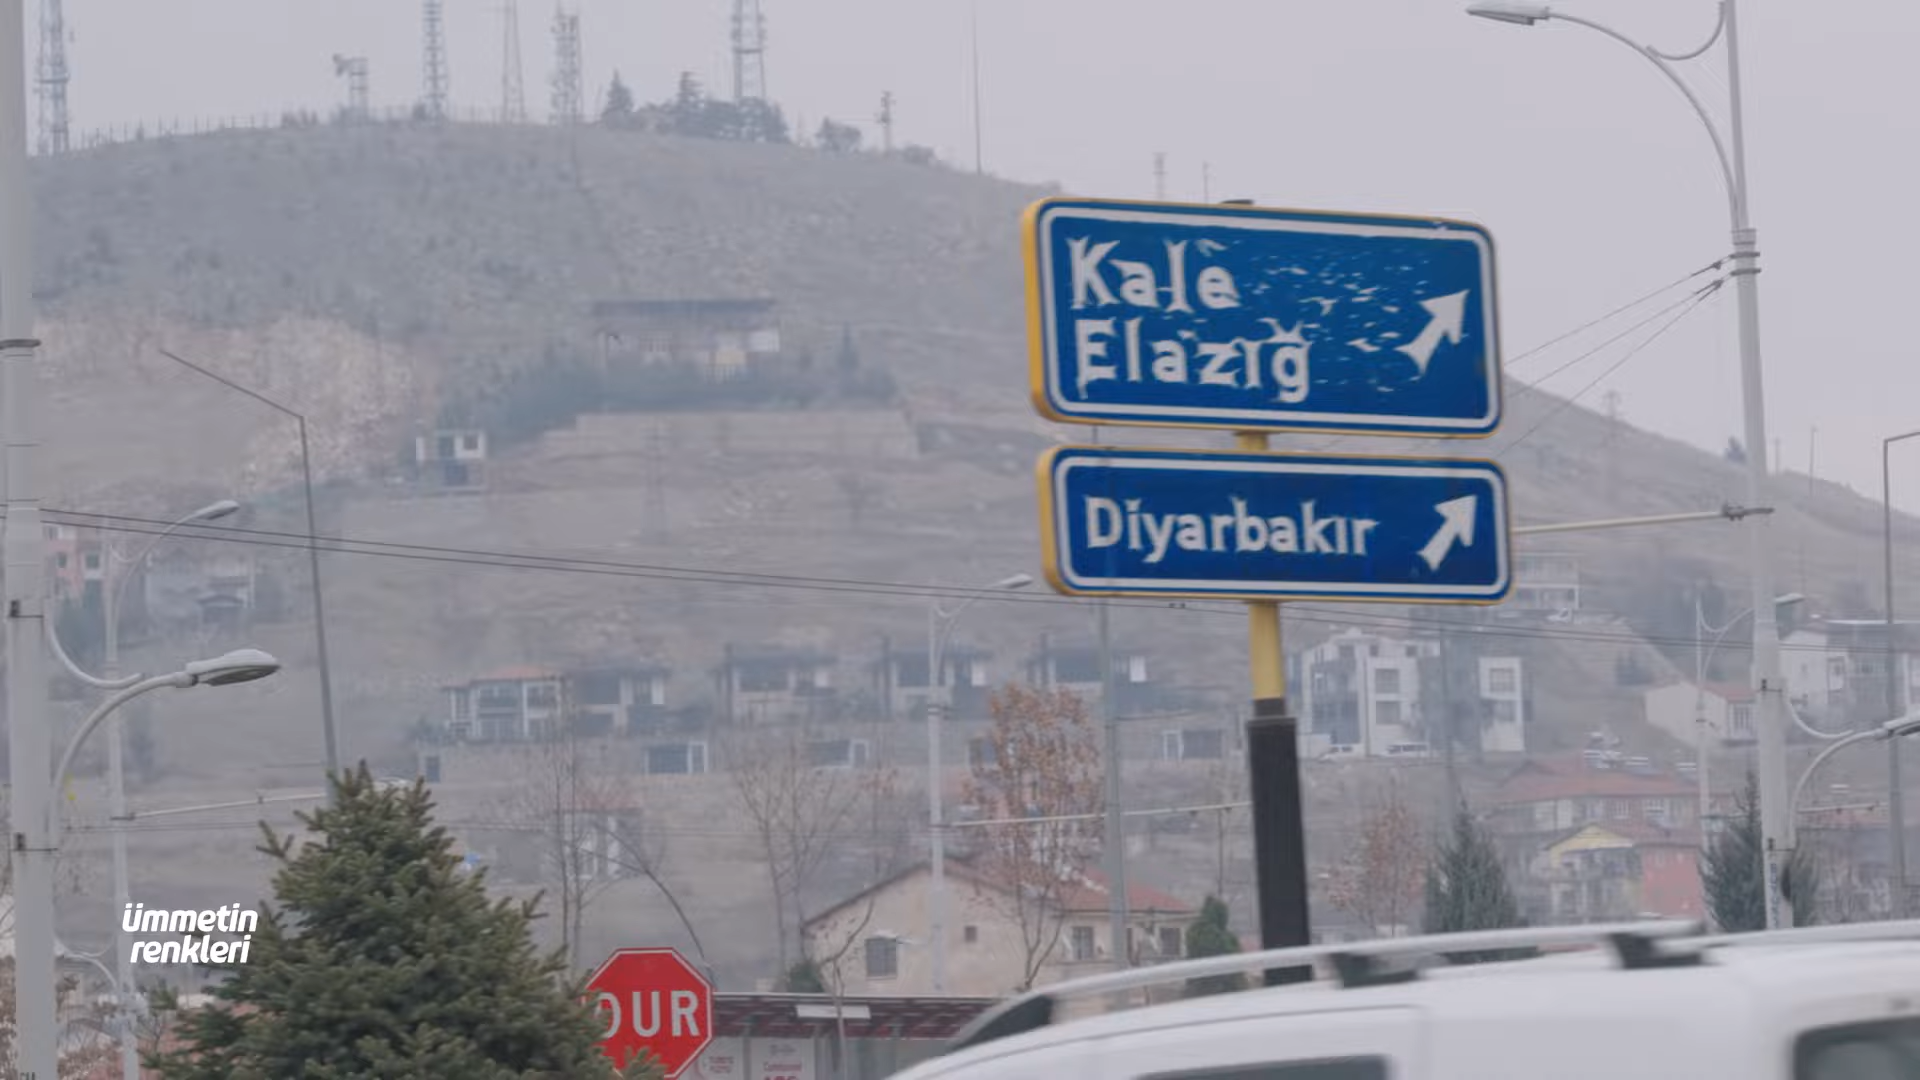 Kale
Elazığ
Diyarbakır
ümmetin
renkleri
DUR